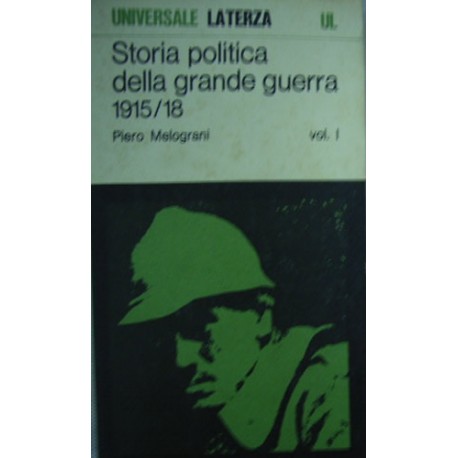 UNIVERSALE LATERZA UL
Storia politica
della grande guerra
1915/18
Piero Melograni vol. I